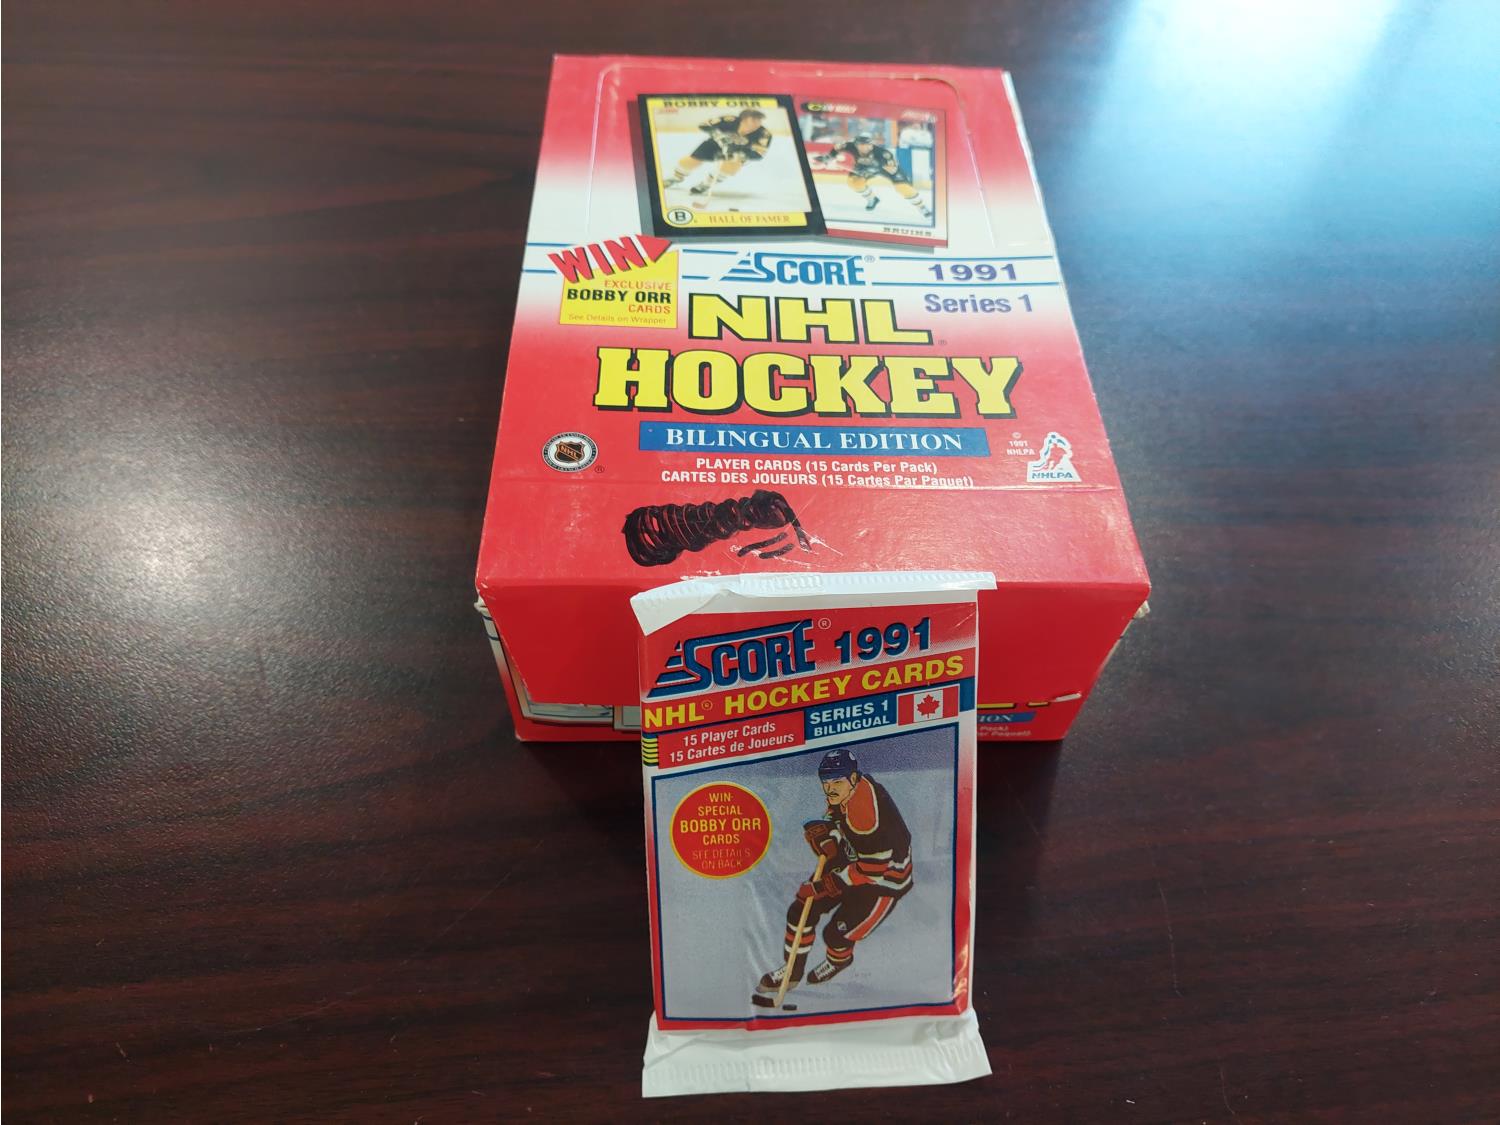 BOBBY ORR
B
HALL OF FAMER
BRUINS
WIN
EXCLUSIVE
BOBBY ORR
CARDS
See Details on Wrapper
SCORE® 1991
Series 1
NHL®
HOCKEY
BILINGUAL EDITION
NHL
®
© 1991
NHLPA
NHLPA
PLAYER CARDS (15 Cards Per Pack)
CARTES DES JOUEURS (15 Cartes Par Paquet)
SCORE® 1991
NHL® HOCKEY CARDS
15 Player Cards
15 Cartes de Joueurs
SERIES 1
BILINGUAL
WIN
SPECIAL
BOBBY ORR
CARDS
SEE DETAILS
ON BACK